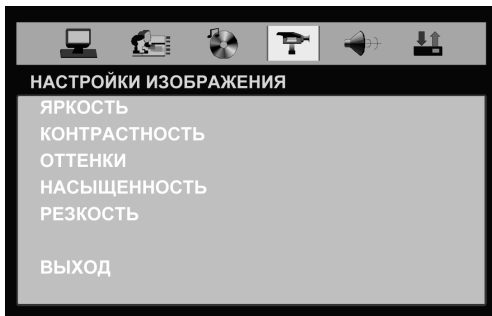 НАСТРОЙКИ ИЗОБРАЖЕНИЯ
ЯРКОСТЬ
КОНТРАСТНОСТЬ
ОТТЕНКИ
НАСЫЩЕННОСТЬ
РЕЗКОСТЬ
ВЫХОД